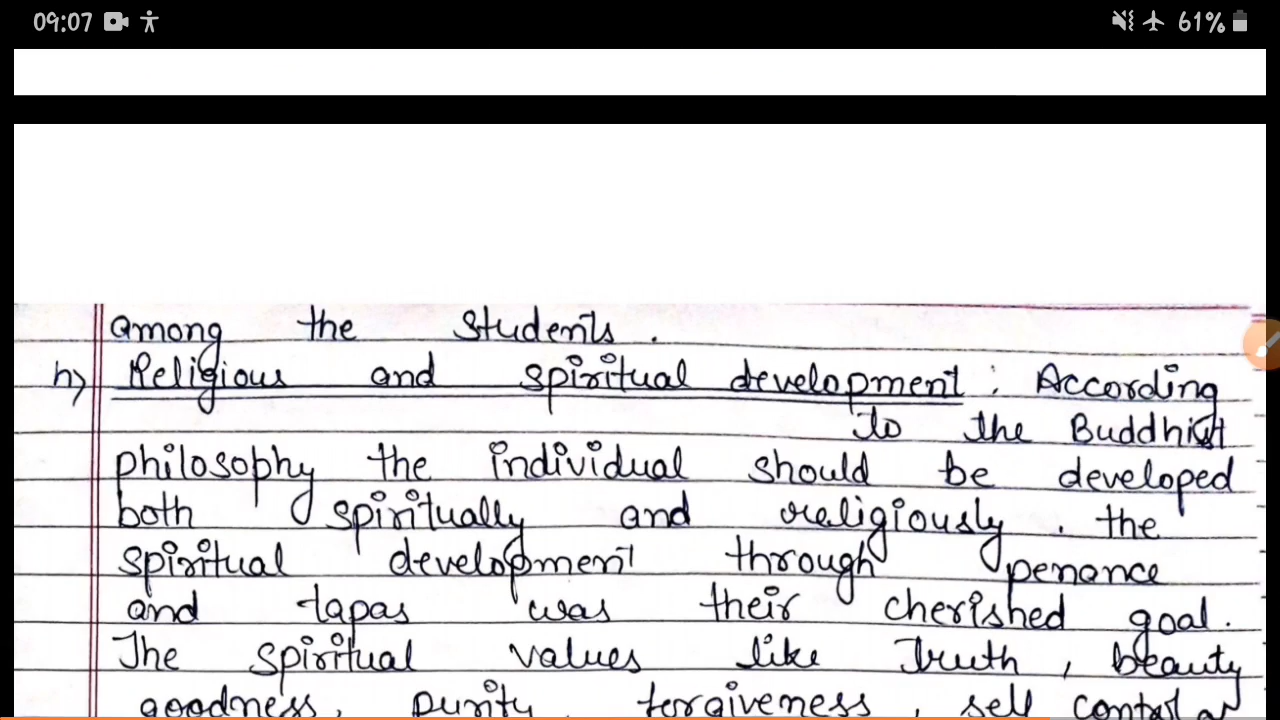 09:07 61%
among the students.
h) Religious and spiritual development : According
to the Buddhist
philosophy the individual should be developed
both spiritually and religiously. the
spiritual development through penance
and tapas was their cherished goal.
The spiritual values like Truth, beauty
goodness, purity, forgiveness, self control